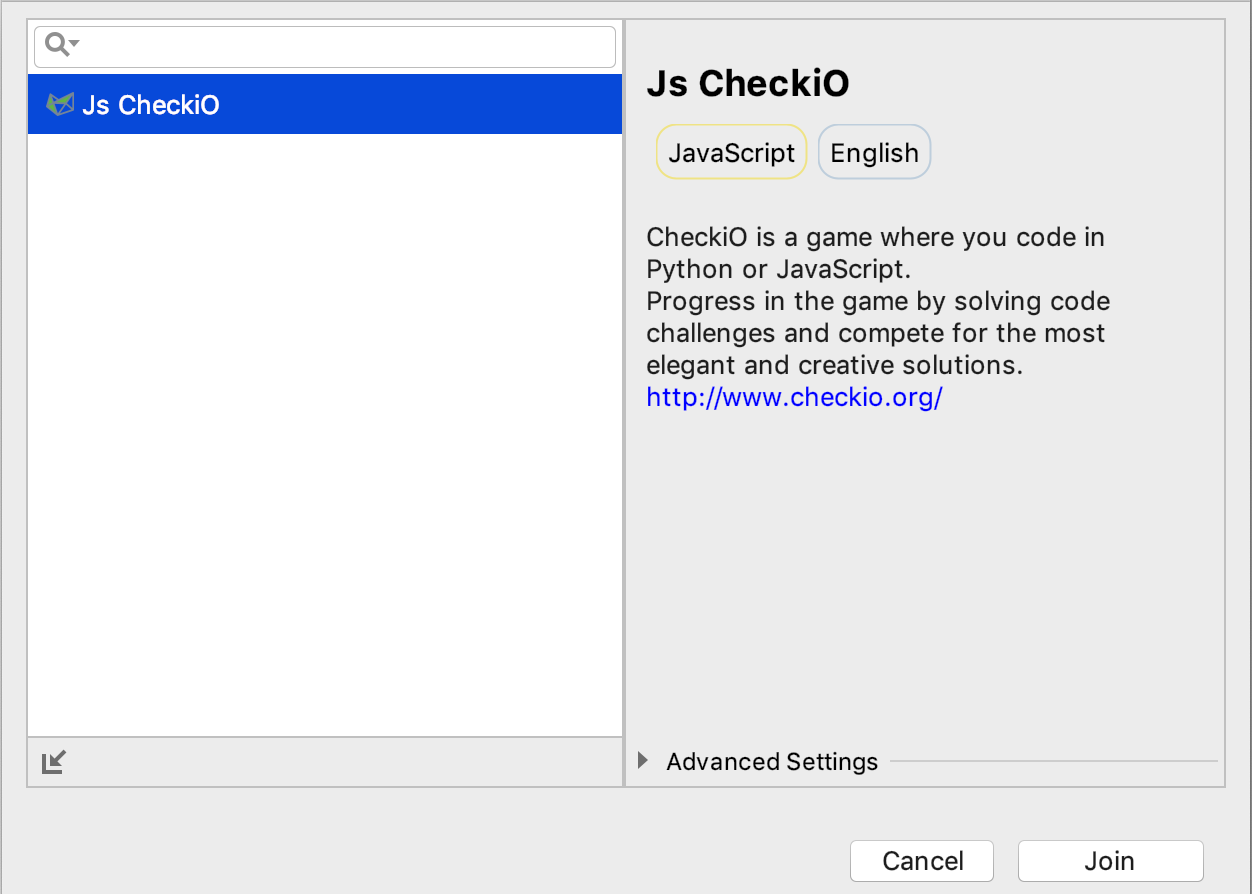 Js CheckiO
Js CheckiO
JavaScript English
CheckiO is a game where you code in
Python or JavaScript.
Progress in the game by solving code
challenges and compete for the most
elegant and creative solutions.
http://www.checkio.org/
Advanced Settings
Cancel Join